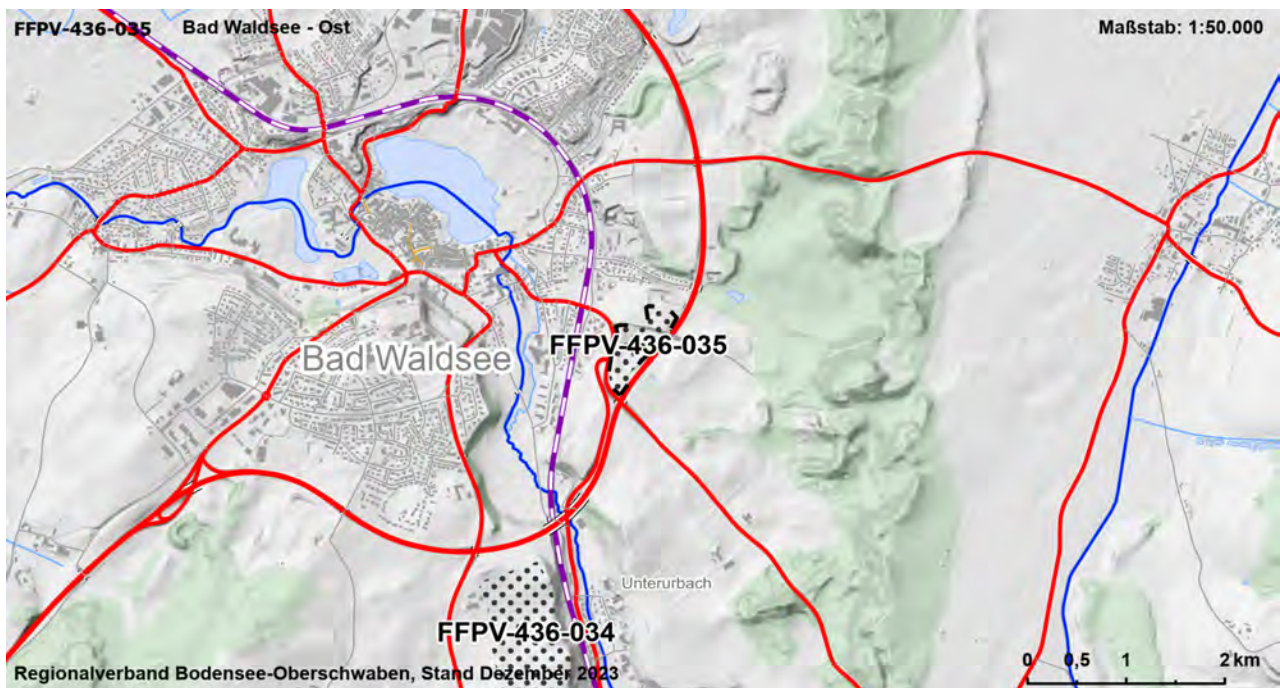 FFPV-436-035 Bad Waldsee - Ost
Maßstab: 1:50.000
FFPV-436-035
Bad Waldsee
Unterurbach
FFPV-436-034
0 0,5 1 2 km
Regionalverband Bodensee-Oberschwaben, Stand Dezember 2023